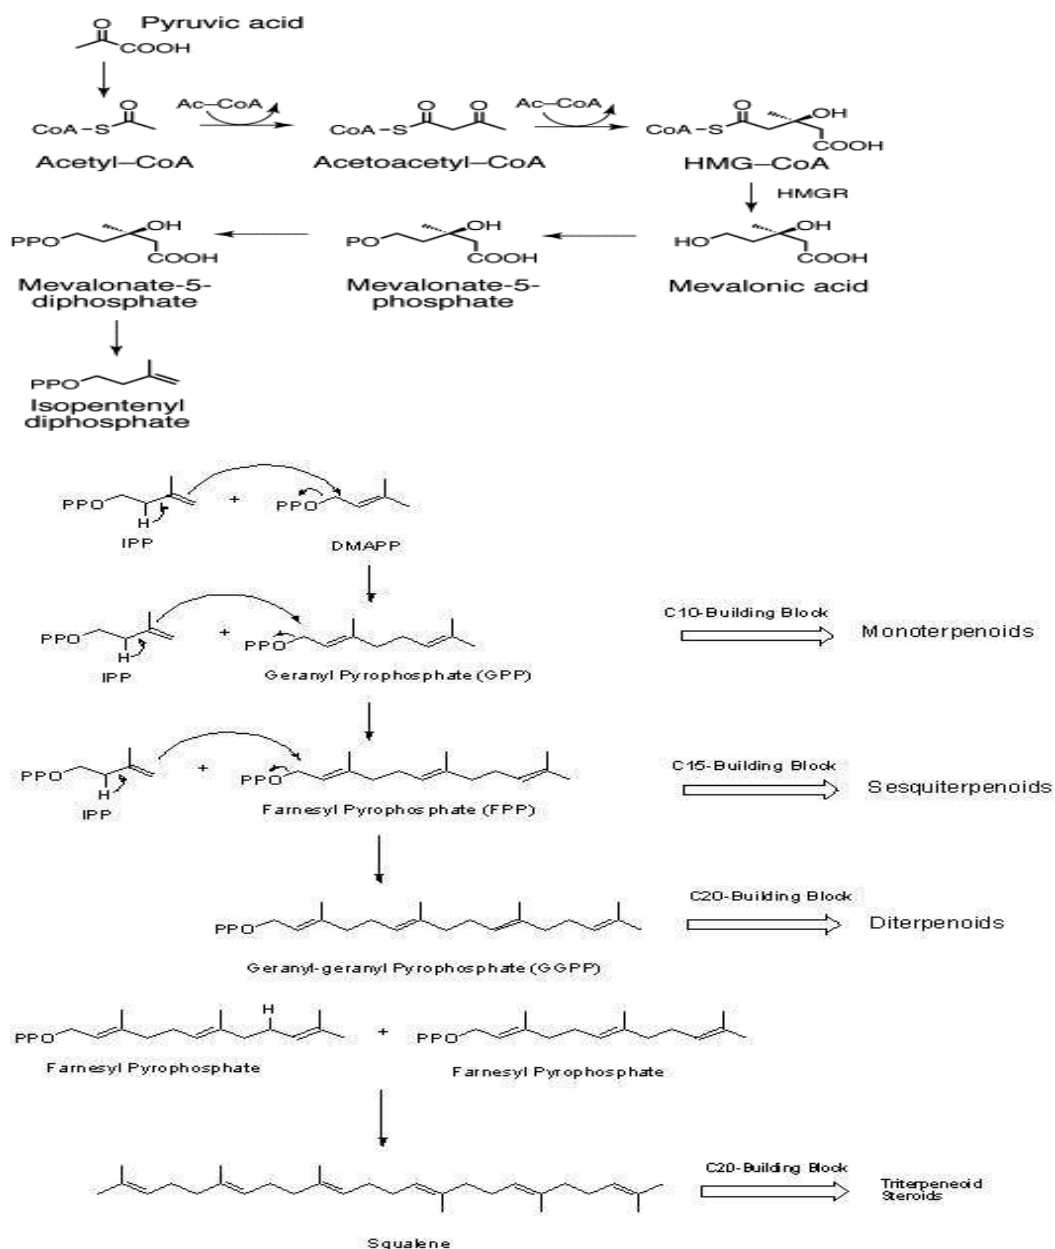 Pyruvic acid
O
COOH
O
CoA–S
Acetyl–CoA
Ac–CoA
O O
CoA–S
Acetoacetyl–CoA
Ac–CoA
O
OH
CoA–S
COOH
HMG–CoA
HMGR
OH
PPO
COOH
Mevalonate-5-
diphosphate
OH
PO
COOH
Mevalonate-5-
phosphate
OH
HO
COOH
Mevalonic acid
PPO
Isopentenyl
diphosphate
PPO
H
IPP
+
PPO
DMAPP
PPO
H
IPP
+
PPO
Geranyl Pyrophosphate (GPP)
C10-Building Block
Monoterpenoids
PPO
H
IPP
+
PPO
Farnesyl Pyrophosphate (FPP)
C15-Building Block
Sesquiterpenoids
PPO
Geranyl-geranyl Pyrophosphate (GGPP)
C20-Building Block
Diterpenoids
H
PPO
Farnesyl Pyrophosphate
+
PPO
Farnesyl Pyrophosphate
Squalene
C20-Building Block
Triterpeneoid
Steroids